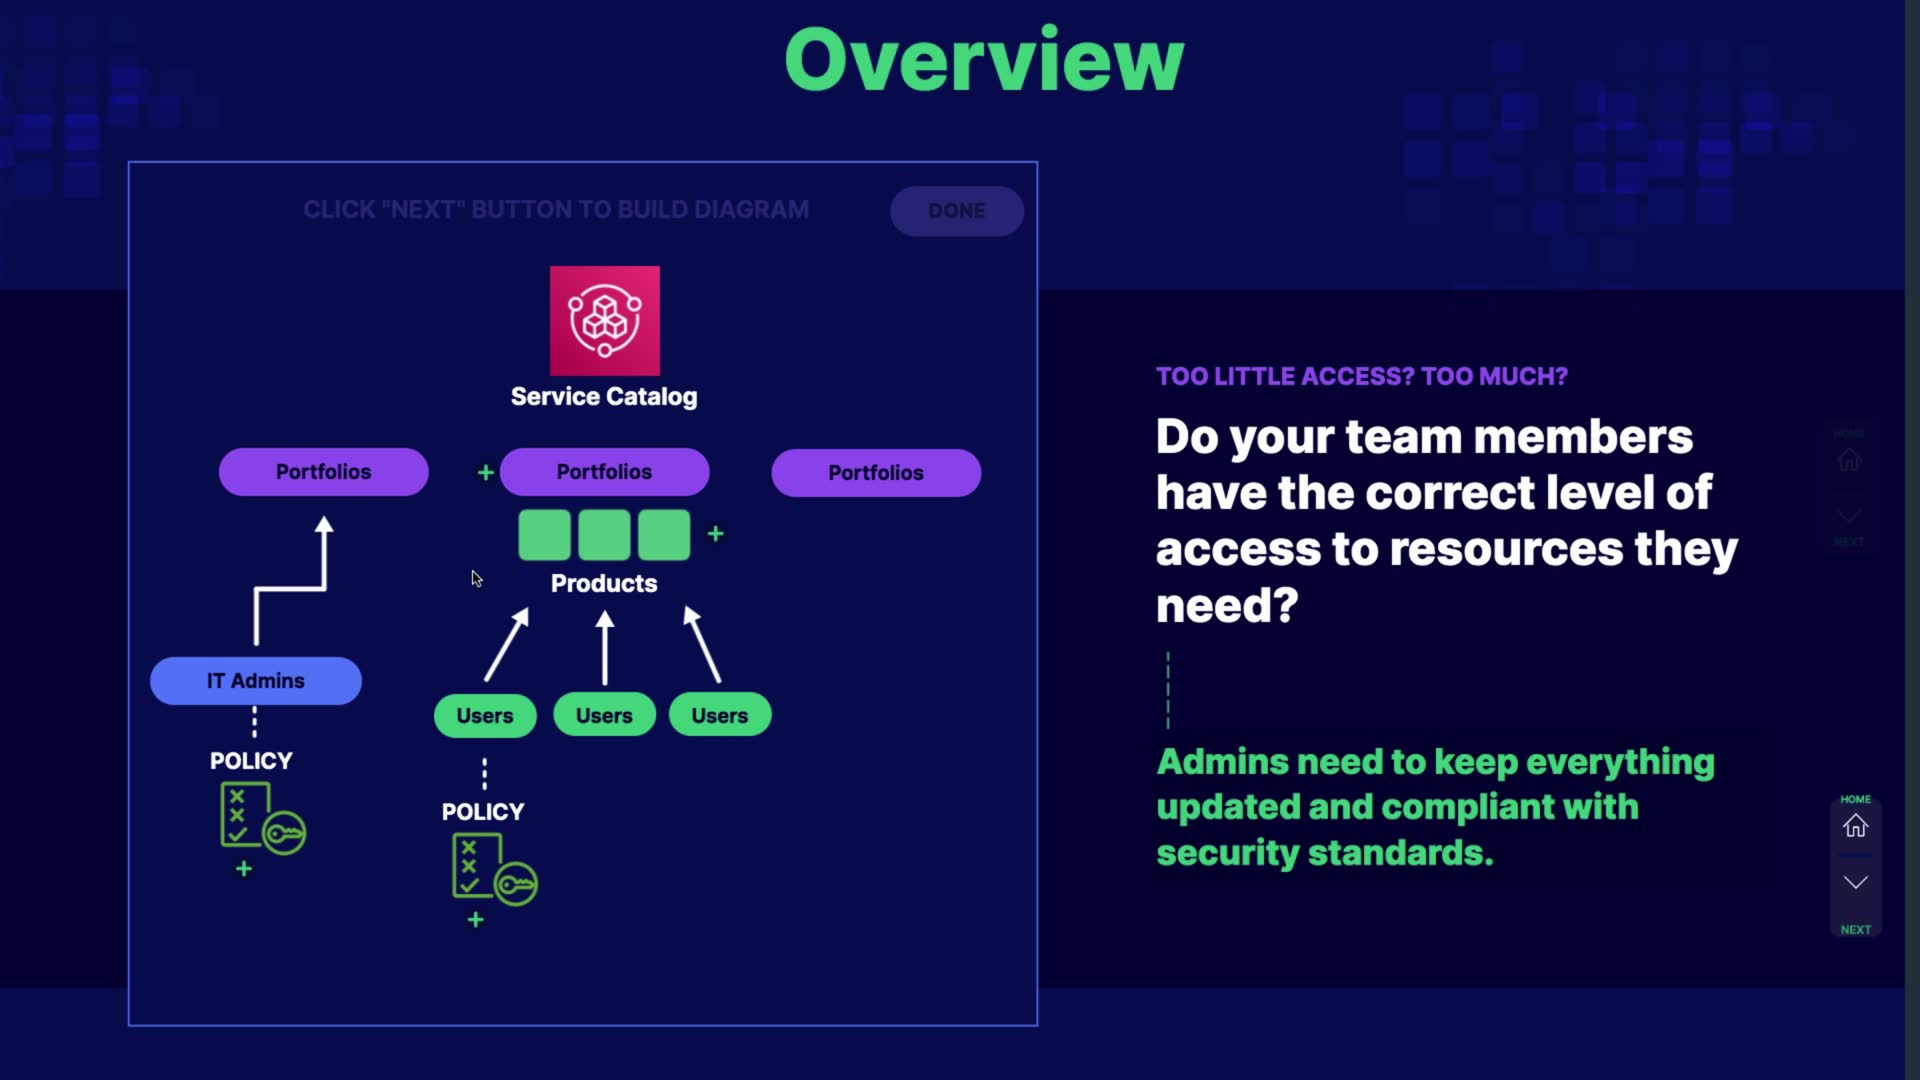 Overview
CLICK "NEXT" BUTTON TO BUILD DIAGRAM
DONE
Service Catalog
Portfolios
+
Portfolios
Portfolios
+
Products
IT Admins
Users
Users
Users
POLICY
+
POLICY
+
TOO LITTLE ACCESS? TOO MUCH?
Do your team members
have the correct level of
access to resources they
need?
Admins need to keep everything
updated and compliant with
security standards.
HOME
NEXT
HOME
NEXT